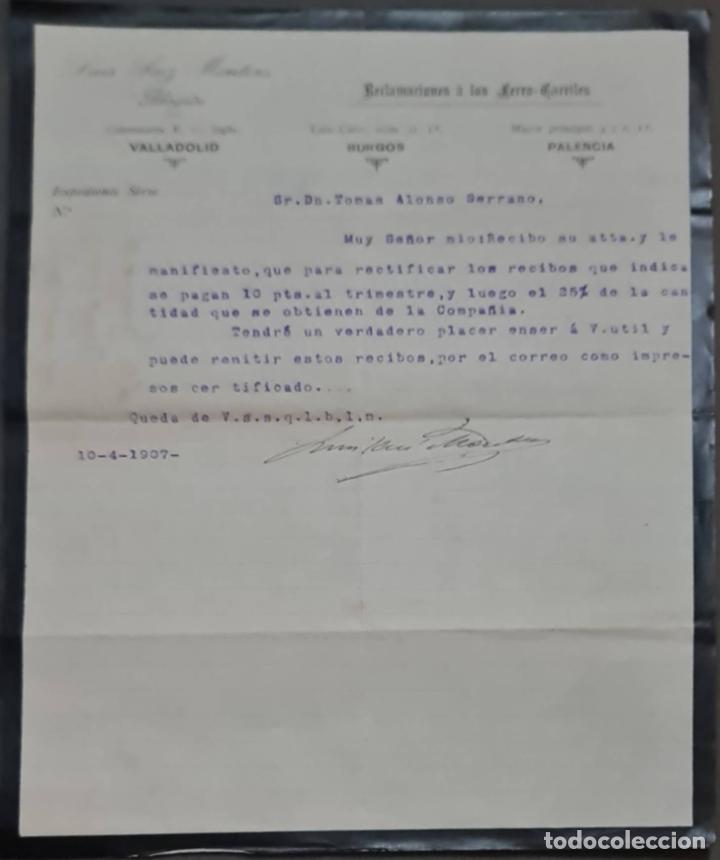 Abogado
Reclamaciones á los Ferro-Carriles
VALLADOLID
BURGOS
PALENCIA
Expediente Serie
N.º
Sr.Dn.Tomas Alonso Serrano,
Muy Señor mio:Recibo su atta.y le
manifiesto,que para rectificar los recibos que indica
se pagan 10 pts.al trimestre,y luego el 25% de la can
tidad que se obtienen de la Compañia.
Tendré un verdadero placer enser á V.util y
puede remitir estos recibos,por el correo como impre-
sos cer tificado....
Queda de V.s.s.q.l.b,l.m.
10-4-1907-
todocoleccion